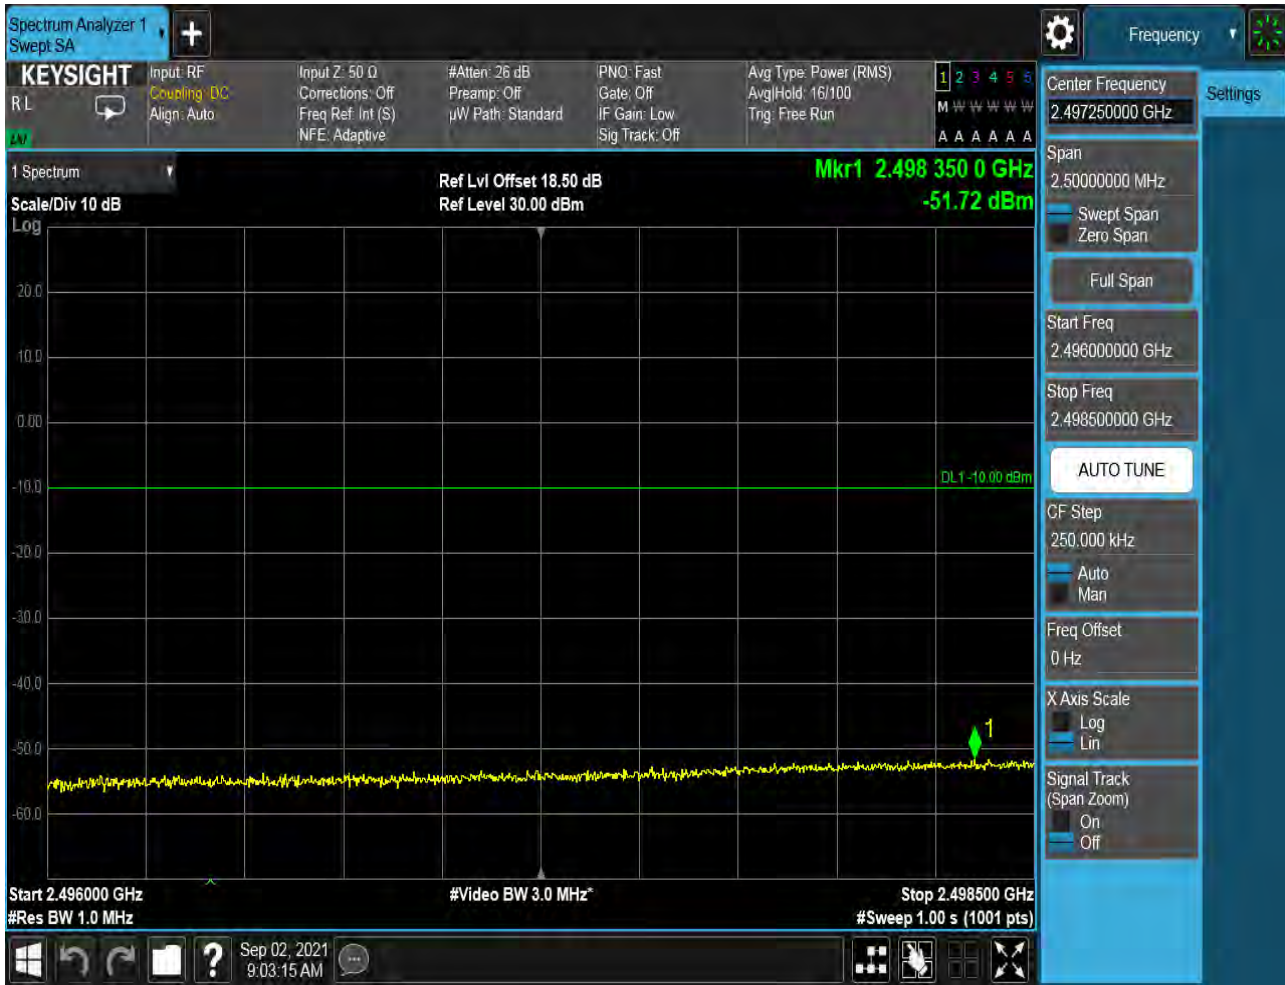 Spectrum Analyzer 1
Swept SA
Frequency
KEYSIGHT
R L
LNI
Input: RF
Coupling: DC
Align: Auto
Input Z: 50 Ω
Corrections: Off
Freq Ref: Int (S)
NFE: Adaptive
#Atten: 26 dB
Preamp: Off
µW Path: Standard
PNO: Fast
Gate: Off
IF Gain: Low
Sig Track: Off
Avg Type: Power (RMS)
Avg|Hold: 16/100
Trig: Free Run
1 2 3 4 5 6
M W W W W W
A A A A A A
1 Spectrum
Scale/Div 10 dB
Log
Ref Lvl Offset 18.50 dB
Ref Level 30.00 dBm
Mkr1 2.498 350 0 GHz
-51.72 dBm
20.0
10.0
0.00
-10.0
DL1 -10.00 dBm
-20.0
-30.0
-40.0
-50.0
1
-60.0
Start 2.496000 GHz
#Res BW 1.0 MHz
#Video BW 3.0 MHz*
Stop 2.498500 GHz
#Sweep 1.00 s (1001 pts)
Center Frequency
2.497250000 GHz
Settings
Span
2.50000000 MHz
Swept Span
Zero Span
Full Span
Start Freq
2.496000000 GHz
Stop Freq
2.498500000 GHz
AUTO TUNE
CF Step
250.000 kHz
Auto
Man
Freq Offset
0 Hz
X Axis Scale
Log
Lin
Signal Track
(Span Zoom)
On
Off
?
Sep 02, 2021
9:03:15 AM